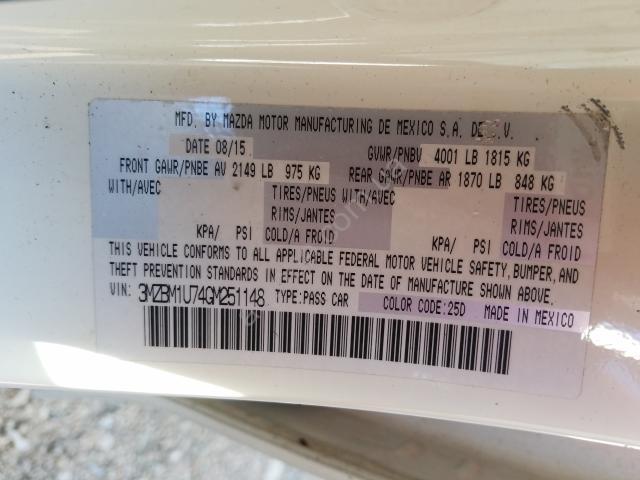 MFD. BY MAZDA MOTOR MANUFACTURING DE MEXICO S.A. DE C.V.
DATE 08/15 GVWR/PNBV 4001 LB 1815 KG
FRONT GAWR/PNBE AV 2149 LB 975 KG REAR GAWR/PNBE AR 1870 LB 848 KG
WITH/AVEC TIRES/PNEUS WITH/AVEC TIRES/PNEUS
RIMS/JANTES RIMS/JANTES
KPA/ PSI COLD/A FROID KPA/ PSI COLD/A FROID
THIS VEHICLE CONFORMS TO ALL APPLICABLE FEDERAL MOTOR VEHICLE SAFETY, BUMPER, AND
THEFT PREVENTION STANDARDS IN EFFECT ON THE DATE OF MANUFACTURE SHOWN ABOVE.
VIN: 3MZBM1U74GM251148 TYPE:PASS CAR COLOR CODE:25D MADE IN MEXICO